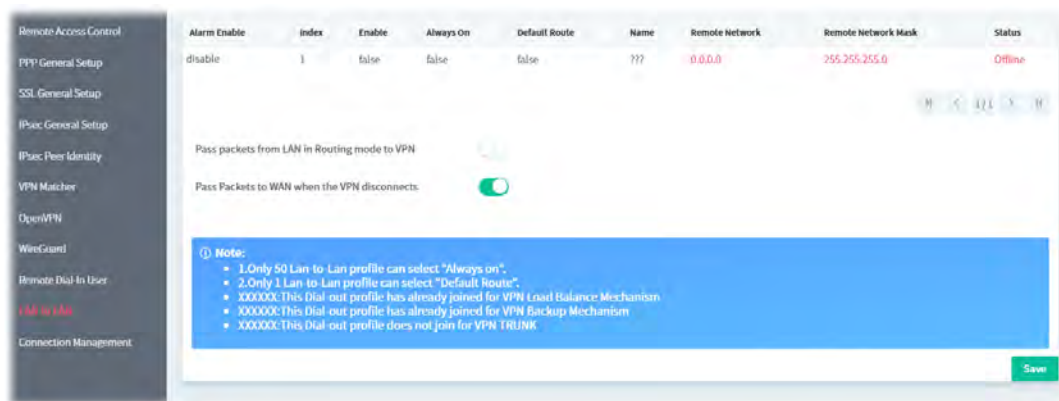 Remote Access Control
PPP General Setup
SSL General Setup
IPsec General Setup
IPsec Peer Identity
VPN Matcher
OpenVPN
WireGuard
Remote Dial-In User
LAN to LAN
Connection Management
Alarm Enable Index Enable Always On Default Route Name Remote Network Remote Network Mask Status
disable 1 false false false ??? 0.0.0.0 255.255.255.0 Offline
1/1
Pass packets from LAN in Routing mode to VPN
Pass Packets to WAN when the VPN disconnects
Note:
1.Only 50 Lan-to-Lan profile can select "Always on".
2.Only 1 Lan-to-Lan profile can select "Default Route".
XXXXXX:This Dial-out profile has already joined for VPN Load Balance Mechanism
XXXXXX:This Dial-out profile has already joined for VPN Backup Mechanism
XXXXXX:This Dial-out profile does not join for VPN TRUNK
Save